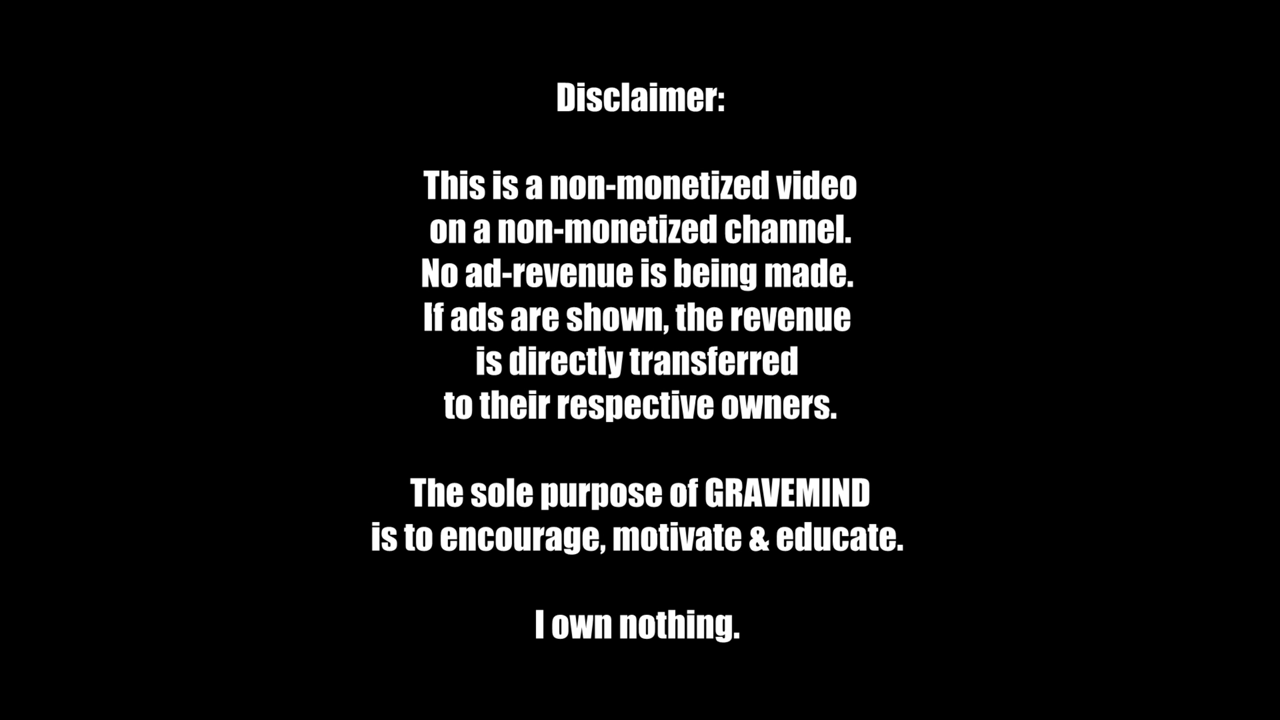 Disclaimer:
This is a non-monetized video
on a non-monetized channel.
No ad-revenue is being made.
If ads are shown, the revenue
is directly transferred
to their respective owners.
The sole purpose of GRAVEMIND
is to encourage, motivate & educate.
I own nothing.